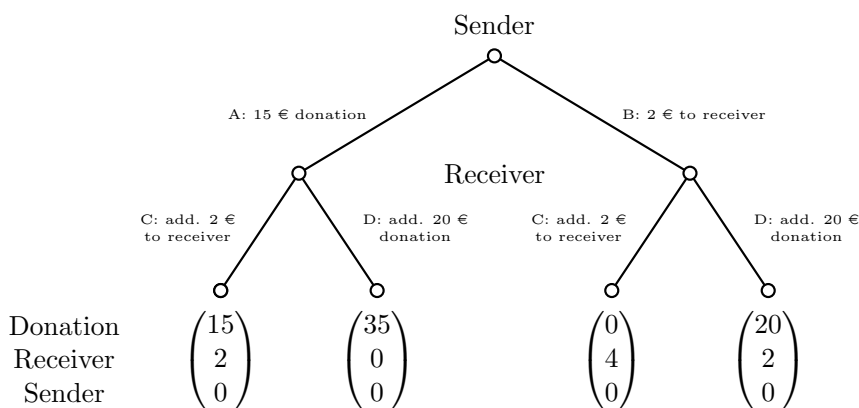 Sender
A: 15 € donation
B: 2 € to receiver
Receiver
C: add. 2 €
to receiver
D: add. 20 €
donation
C: add. 2 €
to receiver
D: add. 20 €
donation
Donation 15 35 0 20
Receiver 2 0 4 2
Sender 0 0 0 0